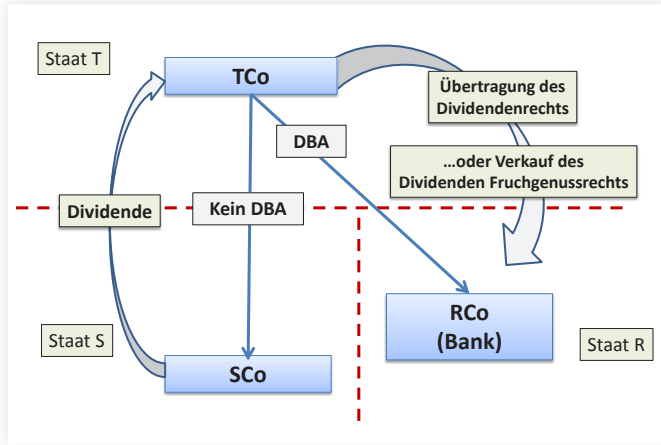 Staat T
TCo
Übertragung des
Dividendenrechts
DBA
...oder Verkauf des
Dividenden Fruchgenussrechts
Dividende
Kein DBA
RCo
(Bank)
Staat S
Staat R
SCo